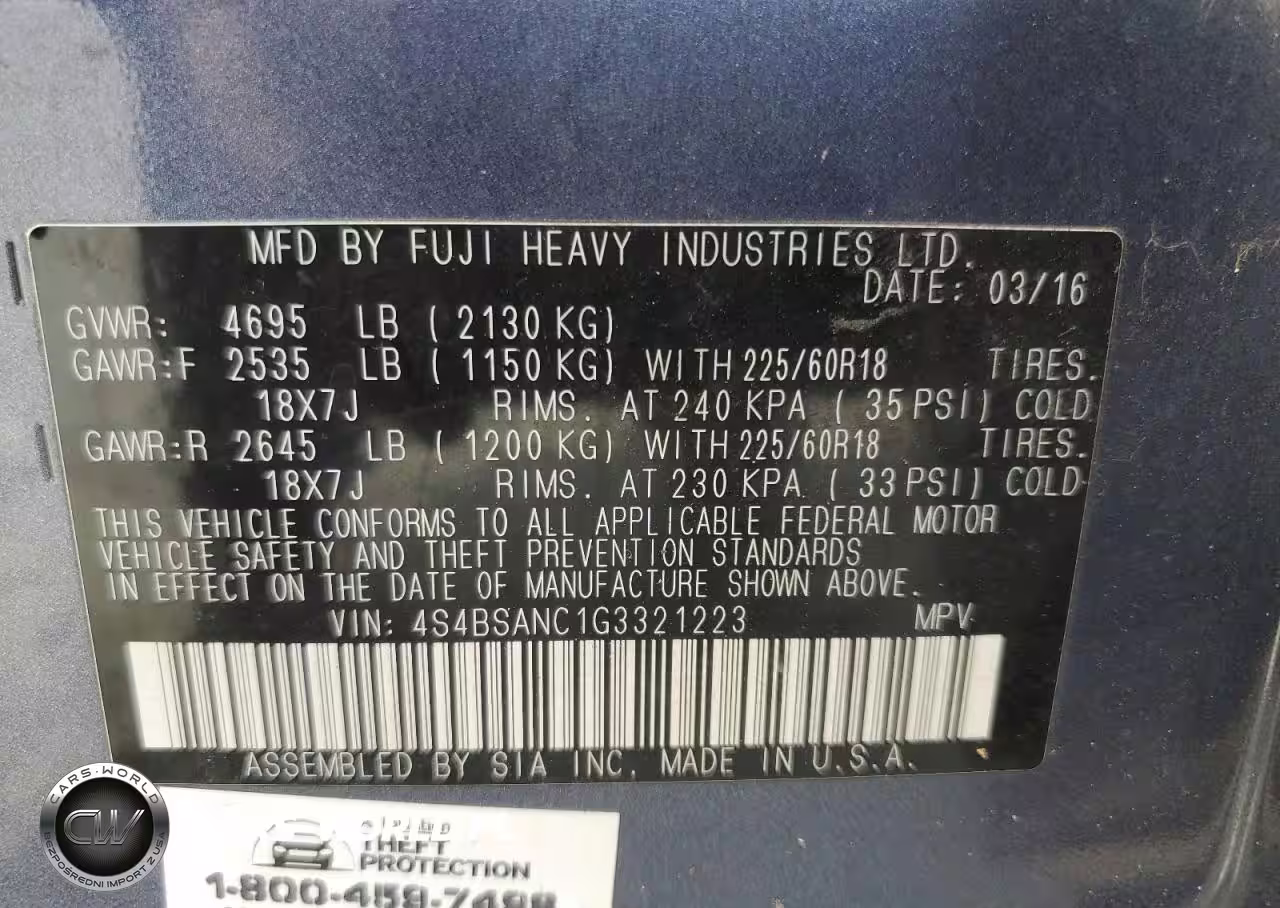 MFD BY FUJI HEAVY INDUSTRIES LTD.
DATE: 03/16
GVWR: 4695 LB ( 2130 KG)
GAWR:F 2535 LB ( 1150 KG) WITH 225/60R18 TIRES.
18X7J RIMS. AT 240 KPA ( 35 PSI) COLD
GAWR:R 2645 LB ( 1200 KG) WITH 225/60R18 TIRES.
18X7J RIMS. AT 230 KPA ( 33 PSI) COLD
THIS VEHICLE CONFORMS TO ALL APPLICABLE FEDERAL MOTOR
VEHICLE SAFETY AND THEFT PREVENTION STANDARDS
IN EFFECT ON THE DATE OF MANUFACTURE SHOWN ABOVE.
VIN: 4S4BSANC1G3321223 MPV
ASSEMBLED BY SIA INC. MADE IN U.S.A.
CARS-WORLD
CW
BEZPOŚREDNI IMPORT Z USA
THEFT
PROTECTION